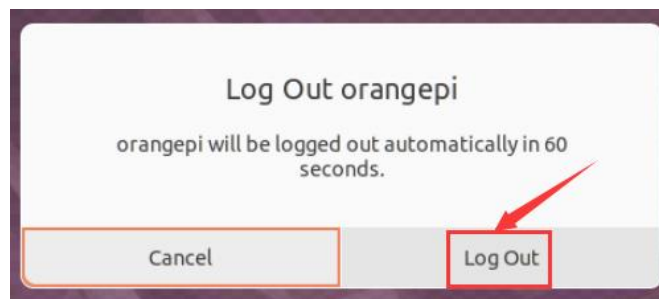 Log Out orangepi
orangepi will be logged out automatically in 60
seconds.
Cancel
Log Out